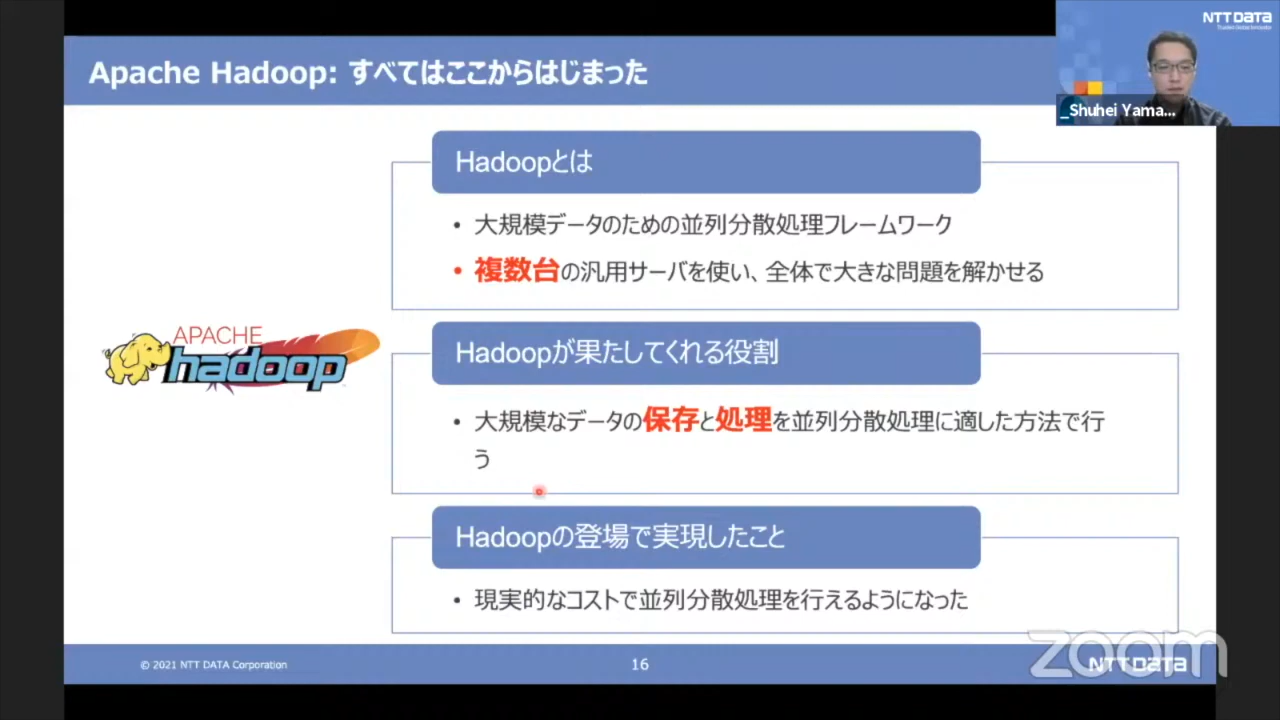 NTT DATA
Trusted Global Innovator
_Shuhei Yama...
Apache Hadoop: すべてはここからはじまった
Hadoopとは
• 大規模データのための並列分散処理フレームワーク
• 複数台の汎用サーバを使い、全体で大きな問題を解かせる
APACHE
hadoop
Hadoopが果たしてくれる役割
• 大規模なデータの保存と処理を並列分散処理に適した方法で行
う
Hadoopの登場で実現したこと
• 現実的なコストで並列分散処理を行えるようになった
© 2021 NTT DATA Corporation
16
NTT DATA
zoom